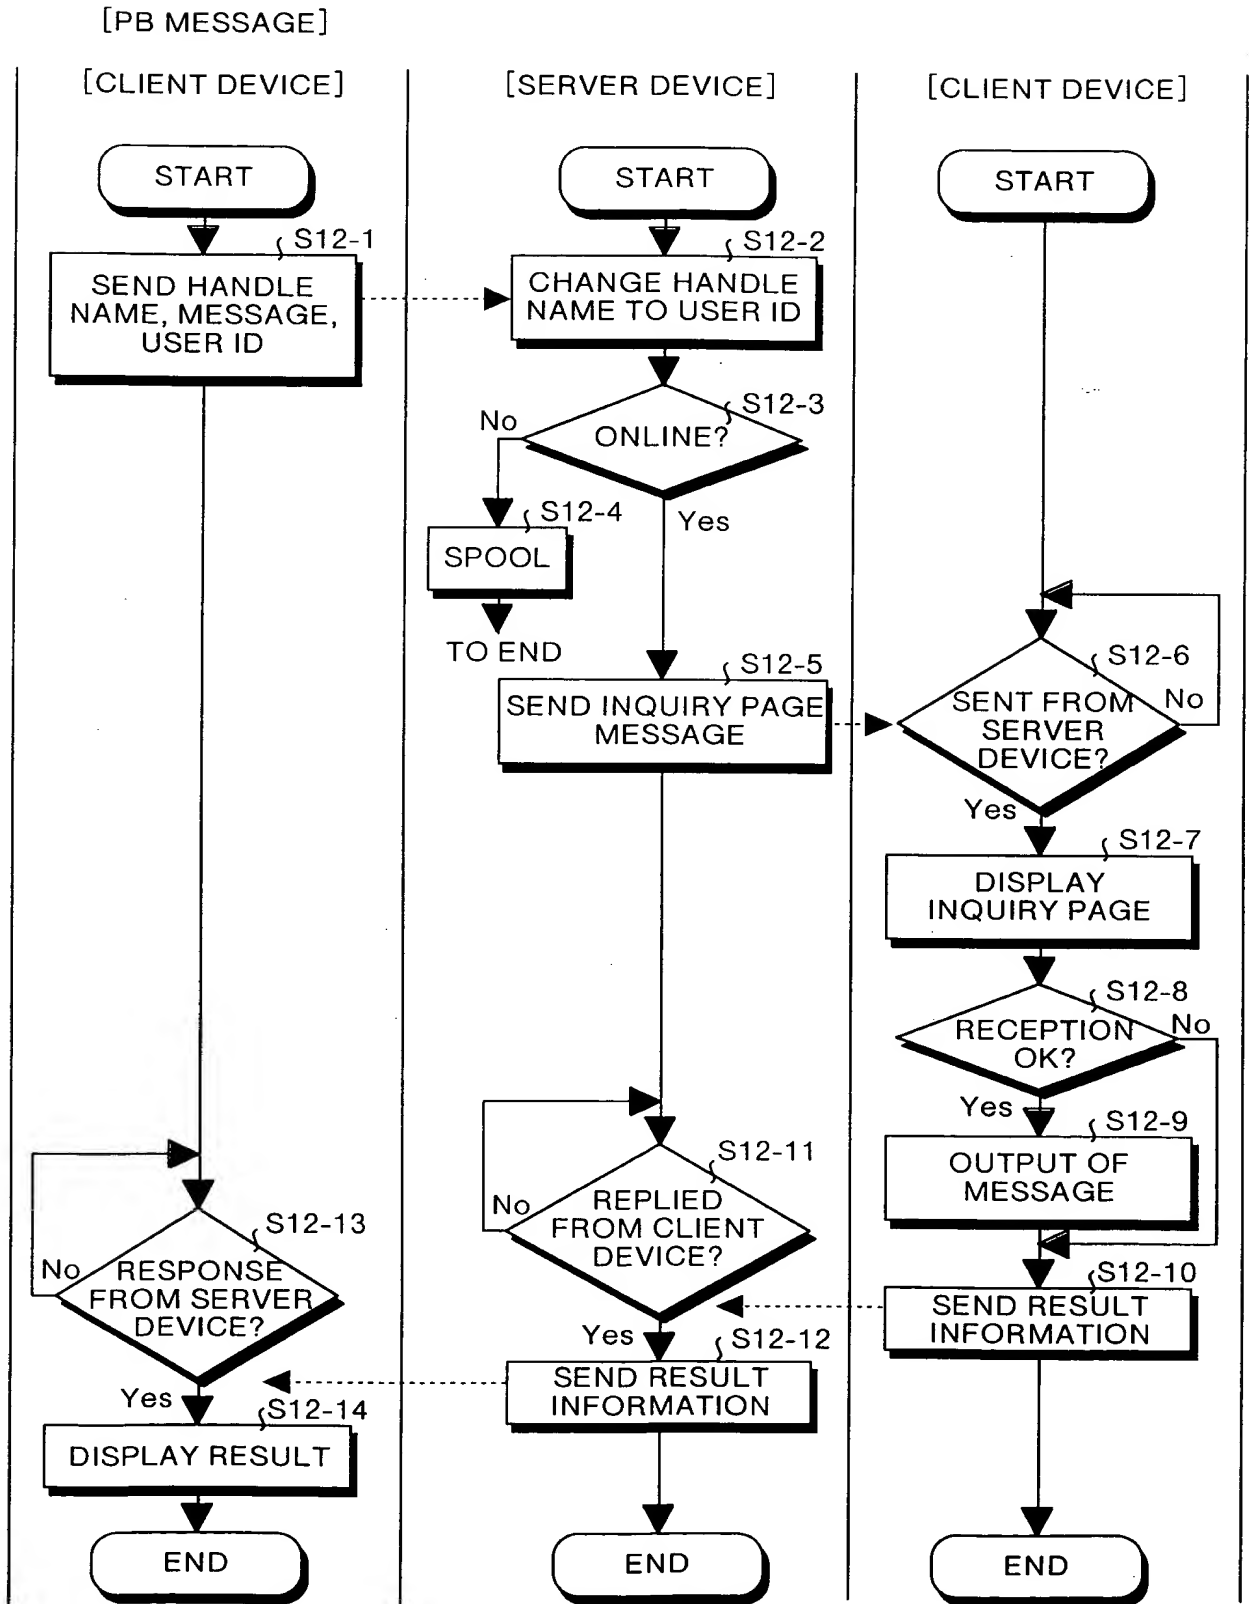 [PB MESSAGE]
[CLIENT DEVICE]
START
S12-1
SEND HANDLE
NAME, MESSAGE,
USER ID
S12-13
No
RESPONSE
FROM SERVER
DEVICE?
Yes
S12-14
DISPLAY RESULT
END
[SERVER DEVICE]
START
S12-2
CHANGE HANDLE
NAME TO USER ID
S12-3
No
ONLINE?
Yes
S12-4
SPOOL
TO END
S12-5
SEND INQUIRY PAGE
MESSAGE
S12-11
No
REPLIED
FROM CLIENT
DEVICE?
Yes
S12-12
SEND RESULT
INFORMATION
END
[CLIENT DEVICE]
START
S12-6
SENT FROM
No
SERVER
DEVICE?
Yes
S12-7
DISPLAY
INQUIRY PAGE
S12-8
No
RECEPTION
OK?
Yes
S12-9
OUTPUT OF
MESSAGE
S12-10
SEND RESULT
INFORMATION
END